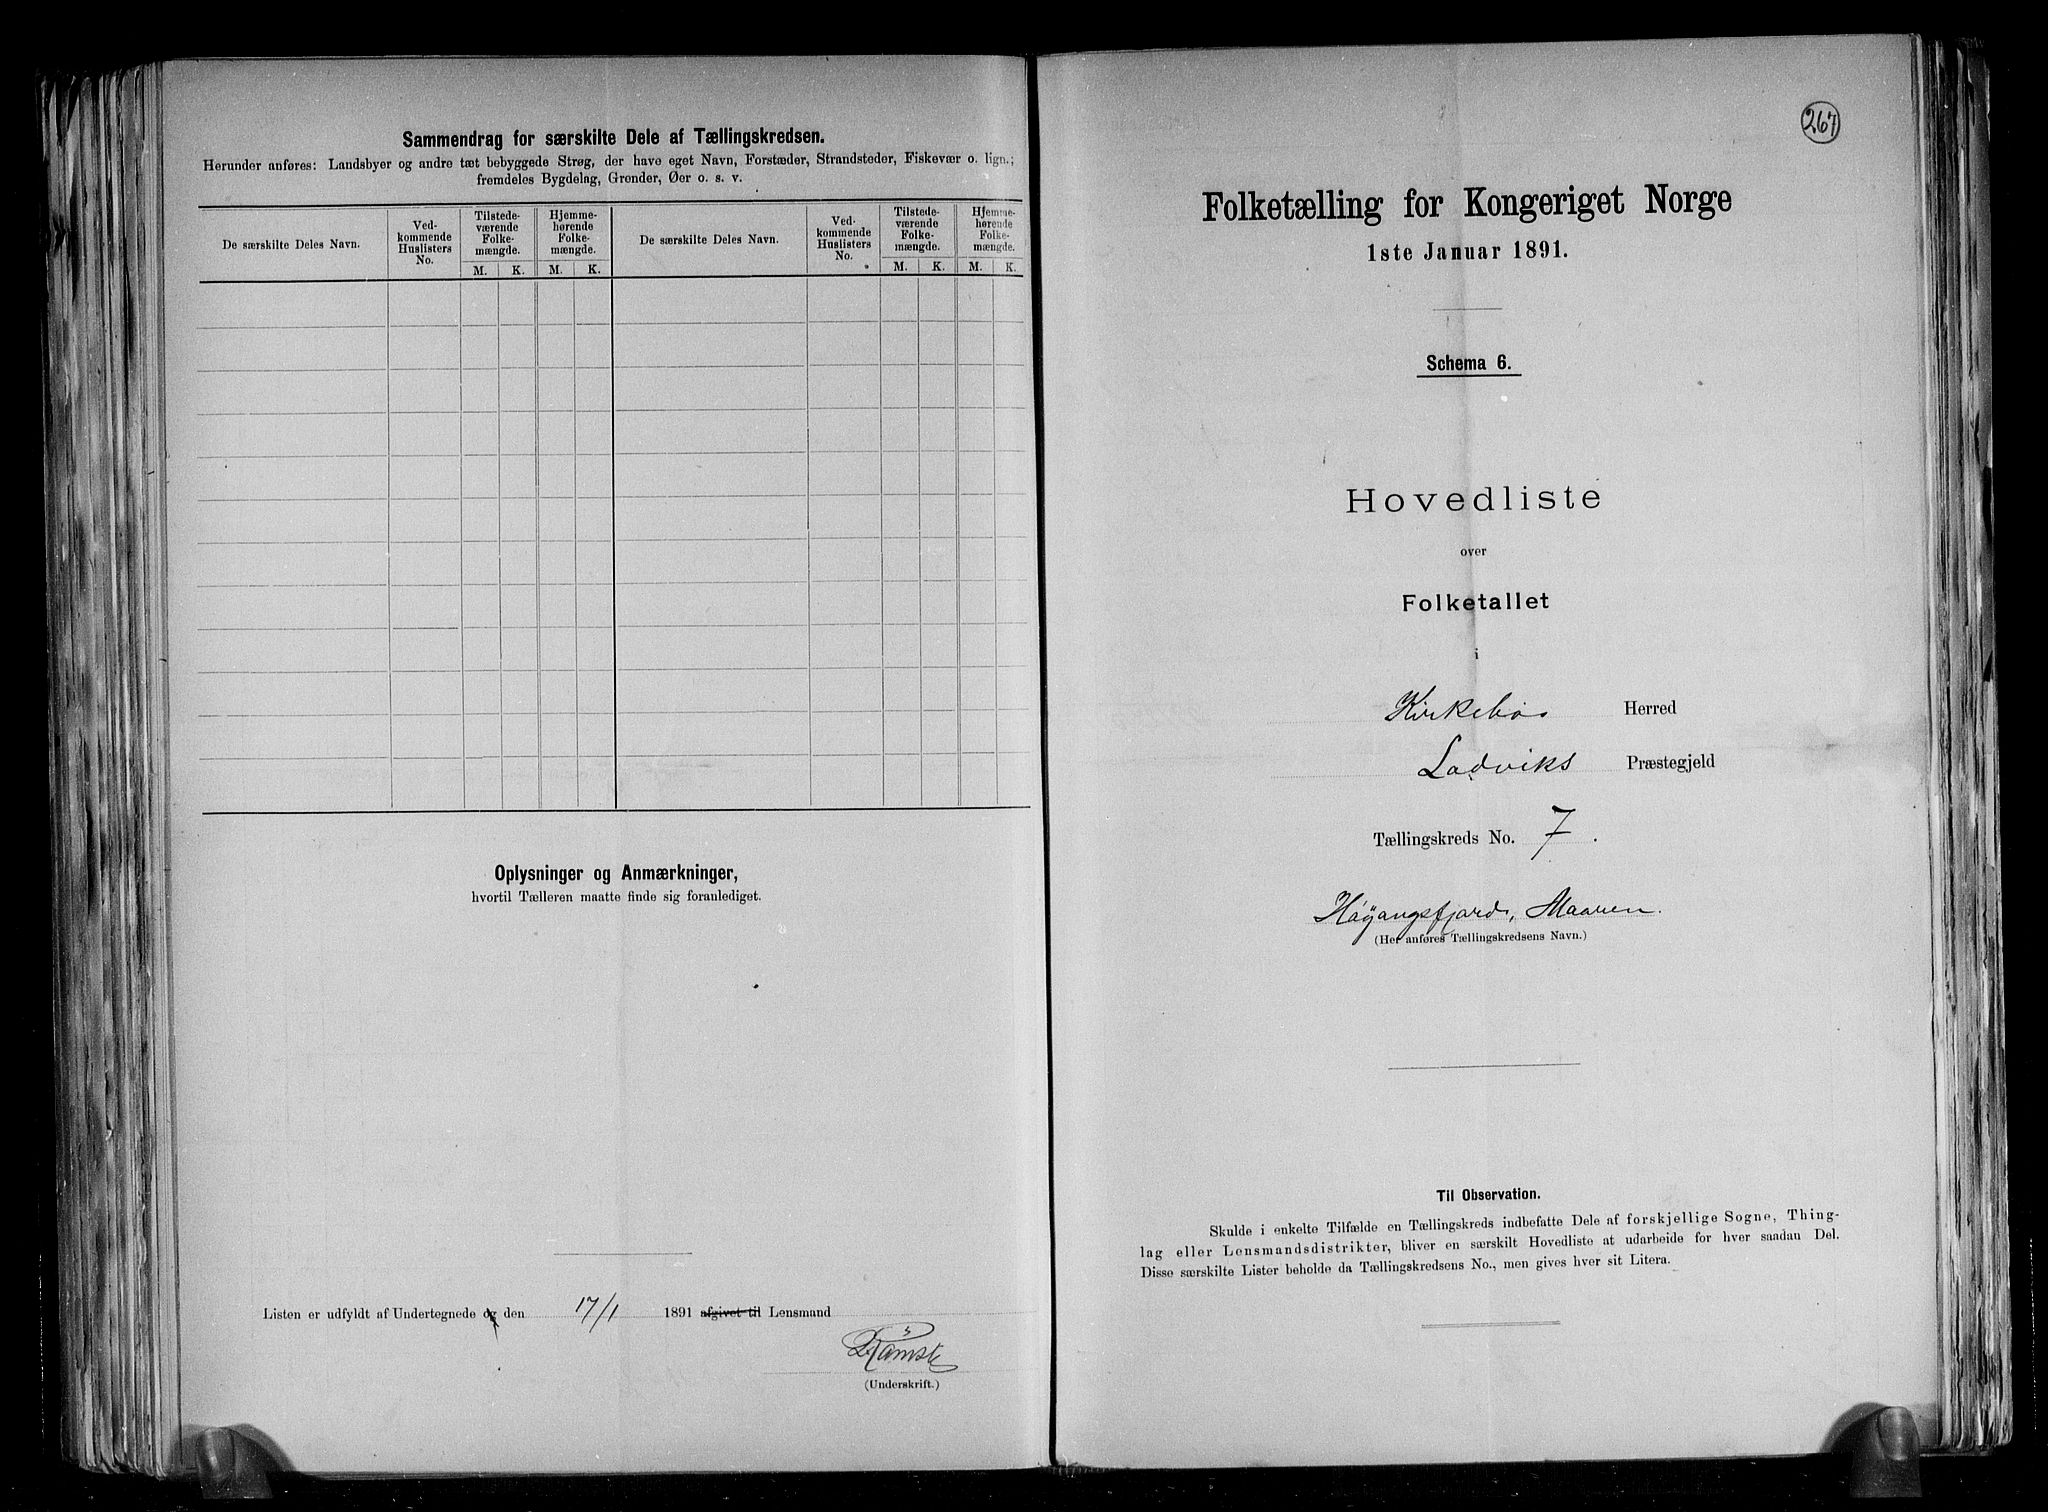 Sammendrag for særskilte Dele af Tællingskredsen.
Herunder anføres: Landsbyer og andre tæt bebyggede Strøg, der have eget Navn, Forstæder, Strandsteder, Fiskevær o. lign.;
fremdeles Bygdelag, Grender, Øer o. s. v.
De særskilte Deles Navn.
Ved-
kommende
Huslisters
No.
Tilstede-
værende
Folke-
mængde.
M. K.
Hjemme-
hørende
Folke-
mængde.
M. K.
De særskilte Deles Navn.
Ved-
kommende
Huslisters
No.
Tilstede-
værende
Folke-
mængde.
M. K.
Hjemme-
hørende
Folke-
mængde.
M. K.
Oplysninger og Anmærkninger,
hvortil Tælleren maatte finde sig foranlediget.
Listen er udfyldt af Undertegnede og den 17/1 1891 afgivet til Lensmand
(Underskrift.)
267
Folketælling for Kongeriget Norge
1ste Januar 1891.
Schema 6.
Hovedliste
over
Folketallet
i
Kirkebøs Herred
Ladviks Præstegjeld
Tællingskreds No. 7.
Høyangsfjord, Maaren.
(Her anføres Tællingskredsens Navn.)
Til Observation.
Skulde i enkelte Tilfælde en Tællingskreds indbefatte Dele af forskjellige Sogne, Thing-
lag eller Lensmandsdistrikter, bliver en særskilt Hovedliste at udarbeide for hver saadan Del.
Disse særskilte Lister beholde da Tællingskredsens No., men gives hver sit Litera.